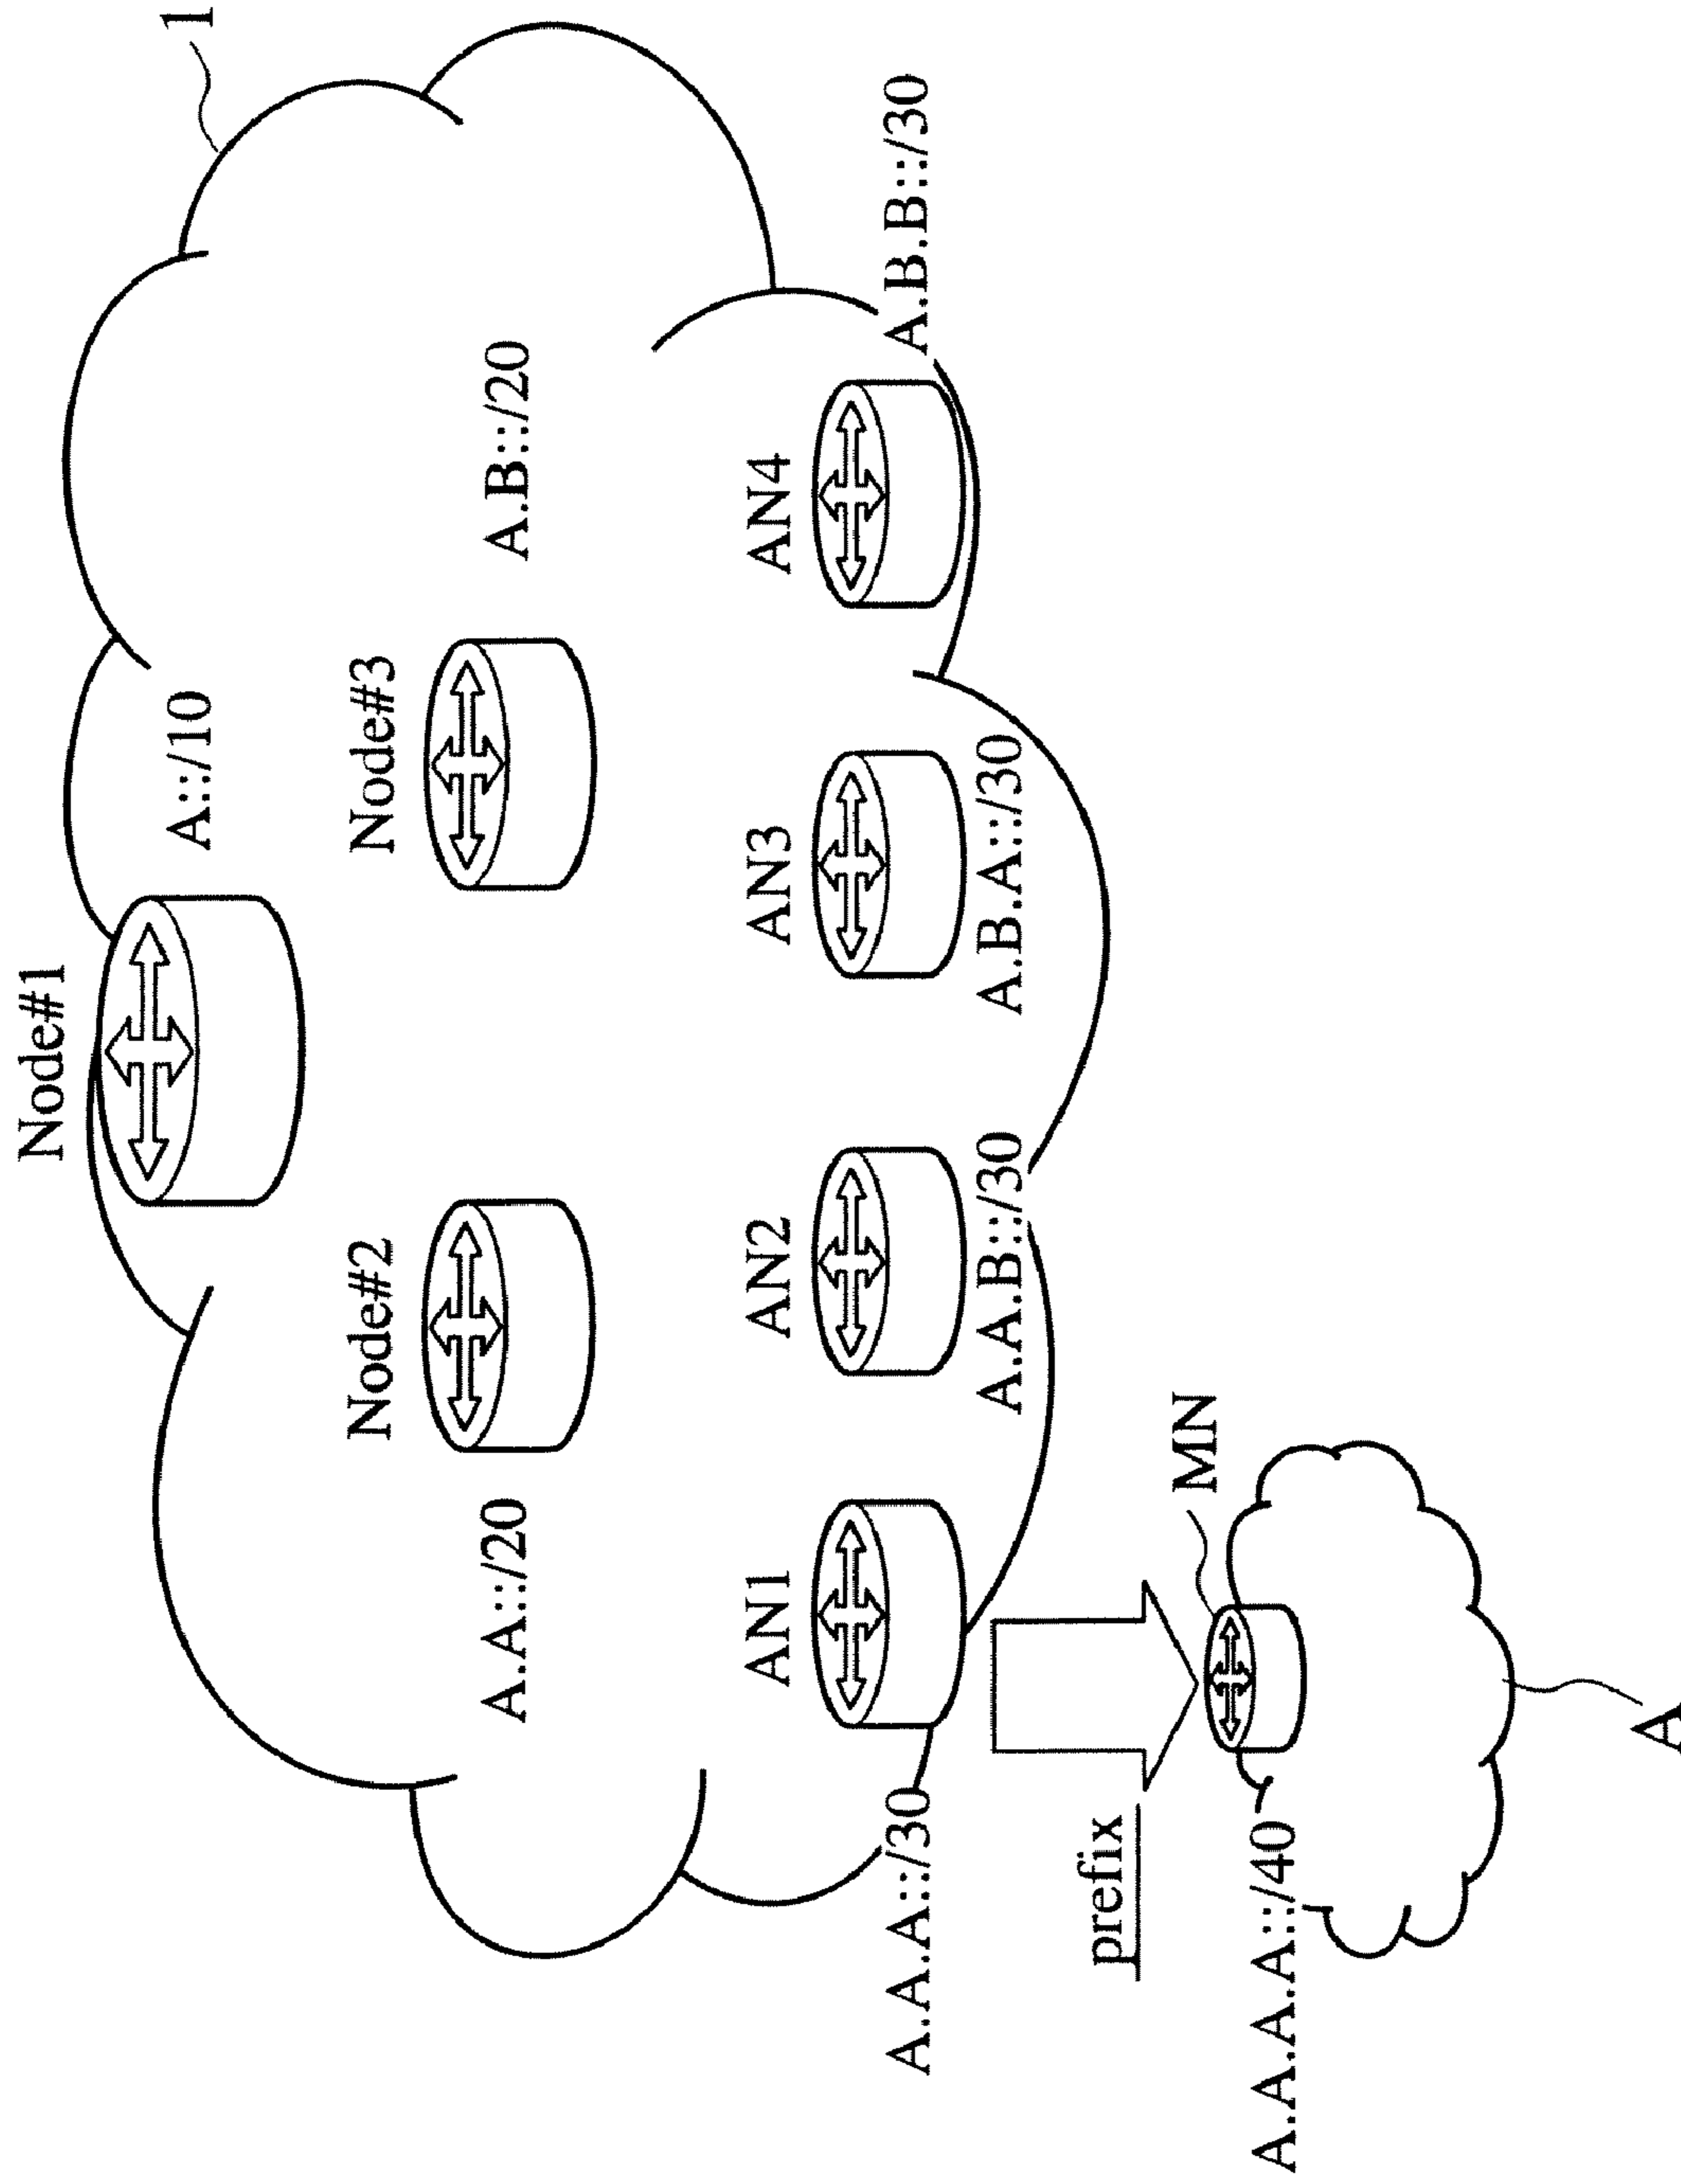 1
Node#1
A::/10
Node#2
Node#3
A.A::/20
A.B::/20
AN1
AN2
AN3
AN4
A.A.A::/30
A.A.B::/30
A.B.A::/30
A.B.B::/30
prefix
MN
A.A.A.A::/40
A